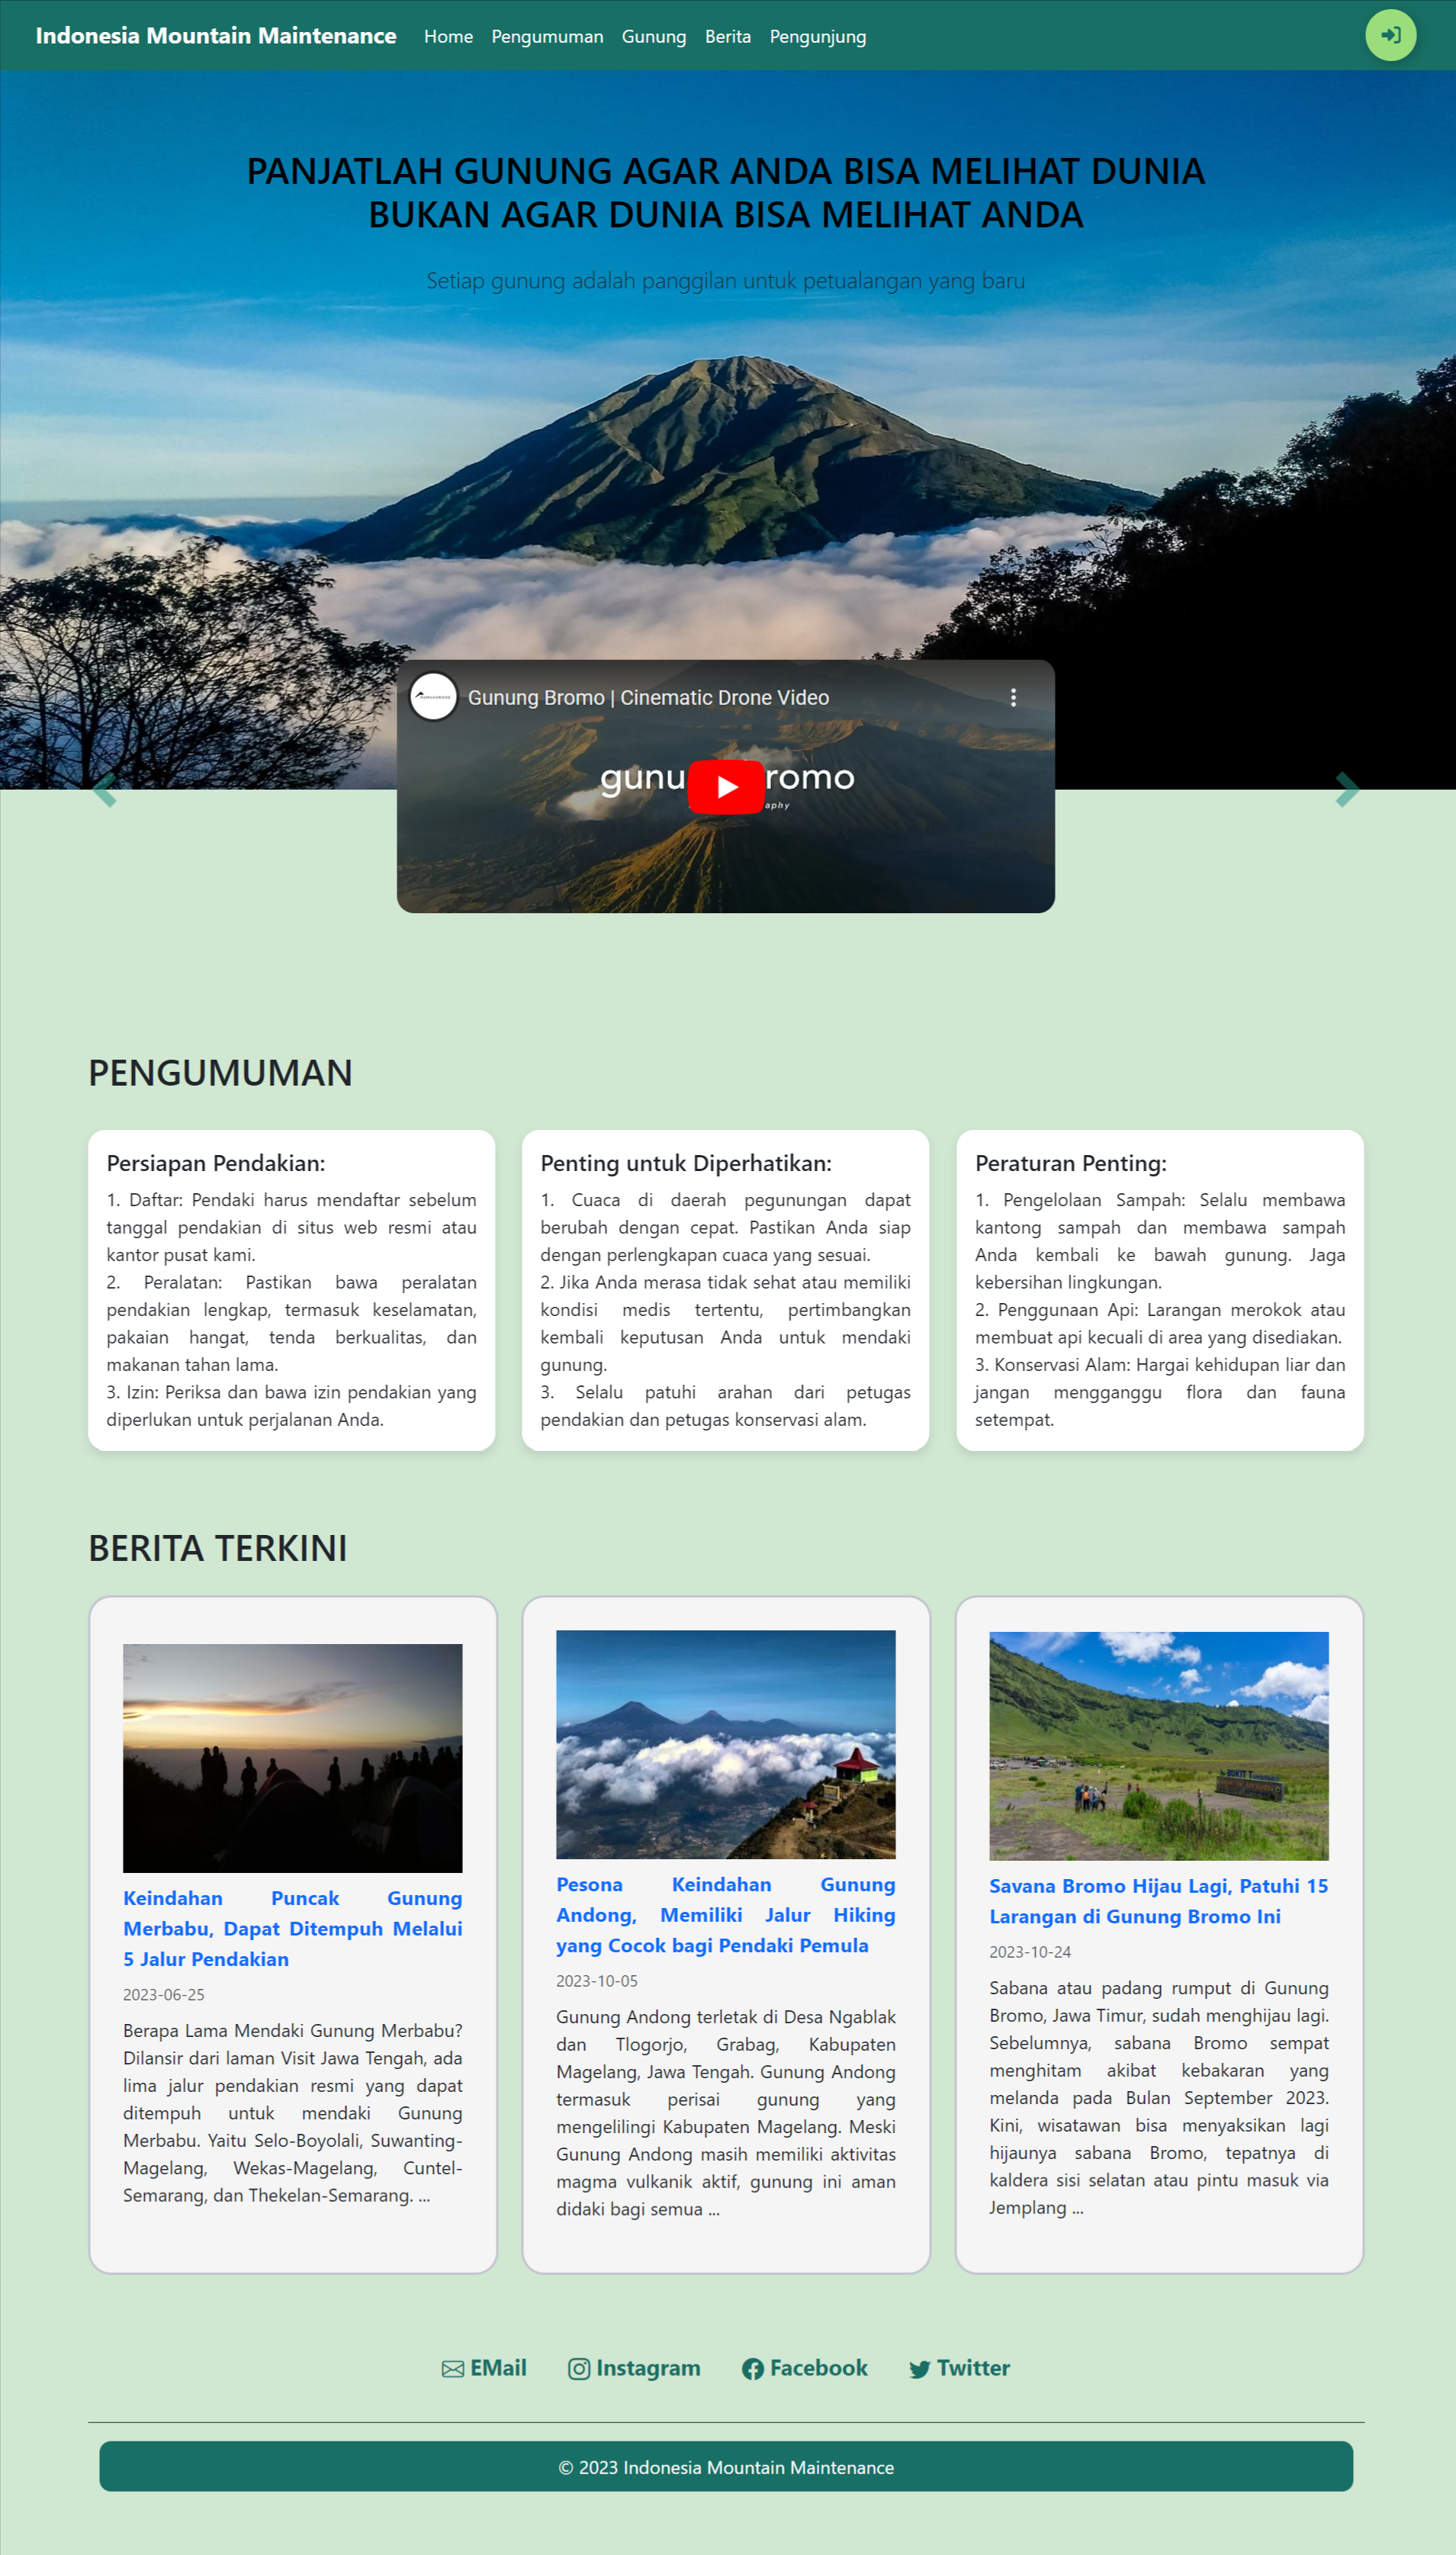 Indonesia Mountain Maintenance Home Pengumuman Gunung Berita Pengunjung
PANJATLAH GUNUNG AGAR ANDA BISA MELIHAT DUNIA
BUKAN AGAR DUNIA BISA MELIHAT ANDA
Setiap gunung adalah panggilan untuk petualangan yang baru
Gunung Bromo | Cinematic Drone Video
PENGUMUMAN
Persiapan Pendakian:
1. Daftar: Pendaki harus mendaftar sebelum
tanggal pendakian di situs web resmi atau
kantor pusat kami.
2. Peralatan: Pastikan bawa peralatan
pendakian lengkap, termasuk keselamatan,
pakaian hangat, tenda berkualitas, dan
makanan tahan lama.
3. Izin: Periksa dan bawa izin pendakian yang
diperlukan untuk perjalanan Anda.
Penting untuk Diperhatikan:
1. Cuaca di daerah pegunungan dapat
berubah dengan cepat. Pastikan Anda siap
dengan perlengkapan cuaca yang sesuai.
2. Jika Anda merasa tidak sehat atau memiliki
kondisi medis tertentu, pertimbangkan
kembali keputusan Anda untuk mendaki
gunung.
3. Selalu patuhi arahan dari petugas
pendakian dan petugas konservasi alam.
Peraturan Penting:
1. Pengelolaan Sampah: Selalu membawa
kantong sampah dan membawa sampah
Anda kembali ke bawah gunung. Jaga
kebersihan lingkungan.
2. Penggunaan Api: Larangan merokok atau
membuat api kecuali di area yang disediakan.
3. Konservasi Alam: Hargai kehidupan liar dan
jangan mengganggu flora dan fauna
setempat.
BERITA TERKINI
Keindahan Puncak Gunung
Merbabu, Dapat Ditempuh Melalui
5 Jalur Pendakian
2023-06-25
Berapa Lama Mendaki Gunung Merbabu?
Dilansir dari laman Visit Jawa Tengah, ada
lima jalur pendakian resmi yang dapat
ditempuh untuk mendaki Gunung
Merbabu. Yaitu Selo-Boyolali, Suwanting-
Magelang, Wekas-Magelang, Cuntel-
Semarang, dan Thekelan-Semarang. ...
Pesona Keindahan Gunung
Andong, Memiliki Jalur Hiking
yang Cocok bagi Pendaki Pemula
2023-10-05
Gunung Andong terletak di Desa Ngablak
dan Tlogorjo, Grabag, Kabupaten
Magelang, Jawa Tengah. Gunung Andong
termasuk perisai gunung yang
mengelilingi Kabupaten Magelang. Meski
Gunung Andong masih memiliki aktivitas
magma vulkanik aktif, gunung ini aman
didaki bagi semua ...
Savana Bromo Hijau Lagi, Patuhi 15
Larangan di Gunung Bromo Ini
2023-10-24
Sabana atau padang rumput di Gunung
Bromo, Jawa Timur, sudah menghijau lagi.
Sebelumnya, sabana Bromo sempat
menghitam akibat kebakaran yang
melanda pada Bulan September 2023.
Kini, wisatawan bisa menyaksikan lagi
hijaunya sabana Bromo, tepatnya di
kaldera sisi selatan atau pintu masuk via
Jemplang ...
EMail Instagram Facebook Twitter
© 2023 Indonesia Mountain Maintenance